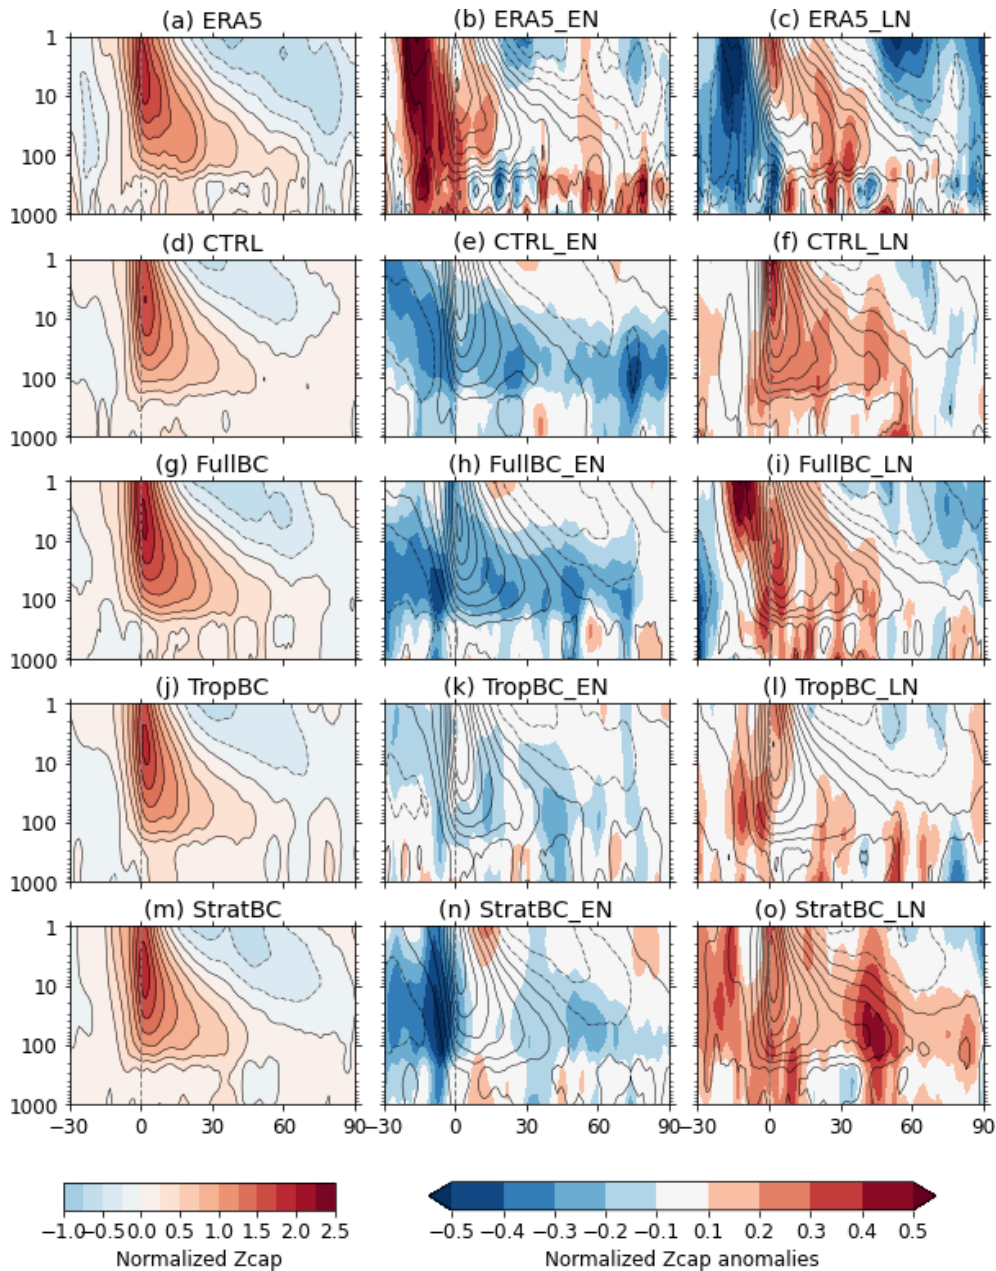 (a) ERA5 (b) ERA5_EN (c) ERA5_LN
1
10
100
1000
(d) CTRL (e) CTRL_EN (f) CTRL_LN
1
10
100
1000
(g) FullBC (h) FullBC_EN (i) FullBC_LN
1
10
100
1000
(j) TropBC (k) TropBC_EN (l) TropBC_LN
1
10
100
1000
(m) StratBC (n) StratBC_EN (o) StratBC_LN
1
10
100
1000
−30 0 30 60 90 −30 0 30 60 90 −30 0 30 60 90
−1.0 −0.5 0.0 0.5 1.0 1.5 2.0 2.5 −0.5 −0.4 −0.3 −0.2 −0.1 0.1 0.2 0.3 0.4 0.5
Normalized Zcap Normalized Zcap anomalies